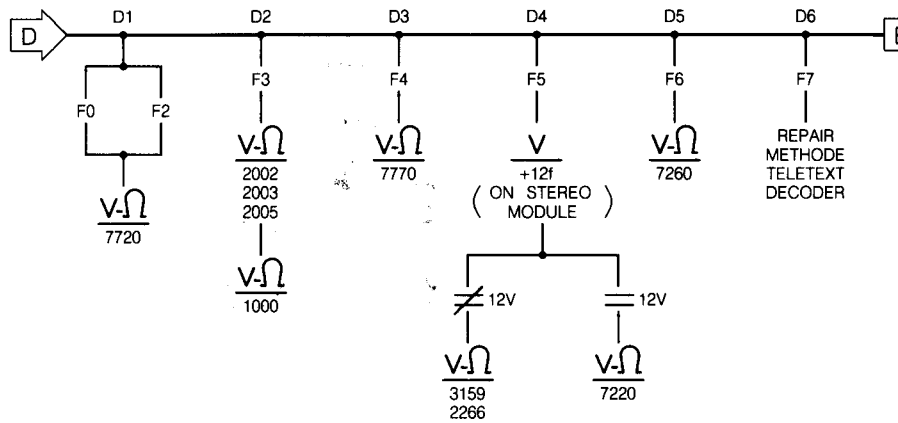 D D1 D2 D3 D4 D5 D6
F0 F2 F3 F4 F5 F6 F7
V-Ω
7720
V-Ω
2002
2003
2005
V-Ω
1000
V-Ω
7770
V
+12f
( ON STEREO
MODULE )
≠ 12V
V-Ω
3159
2266
= 12V
V-Ω
7220
V-Ω
7260
REPAIR
METHODE
TELETEXT
DECODER